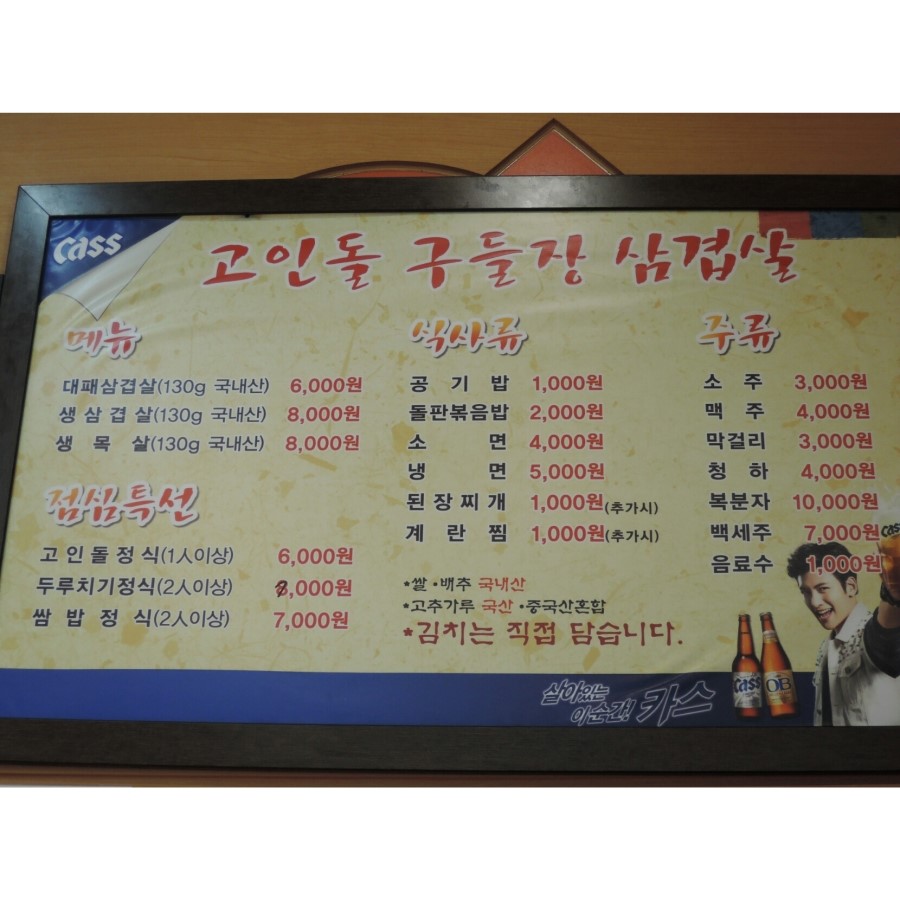 cass
고인돌 구들장 삼겹살
메뉴
대패삼겹살(130g 국내산) 6,000원
생삼겹살(130g 국내산) 8,000원
생 목 살(130g 국내산) 8,000원
점심특선
고인돌정식(1人이상) 6,000원
두루치기정식(2人이상) ,000원
쌈밥정식(2人이상) 7,000원
식사류
공 기 밥 1,000원
돌판볶음밥 2,000원
소 면 4,000원
냉 면 5,000원
된장찌개 1,000원(추가시)
계 란 찜 1,000원(추가시)
*쌀 •배추 국내산
*고추가루 국산 •중국산혼합
*김치는 직접 담습니다.
주류
소 주 3,000원
맥 주 4,000원
막걸리 3,000원
청 하 4,000원
복분자 10,000원
백세주 7,000원
음료수 1,000원
살아있는
이순간! 카스
cass
OB